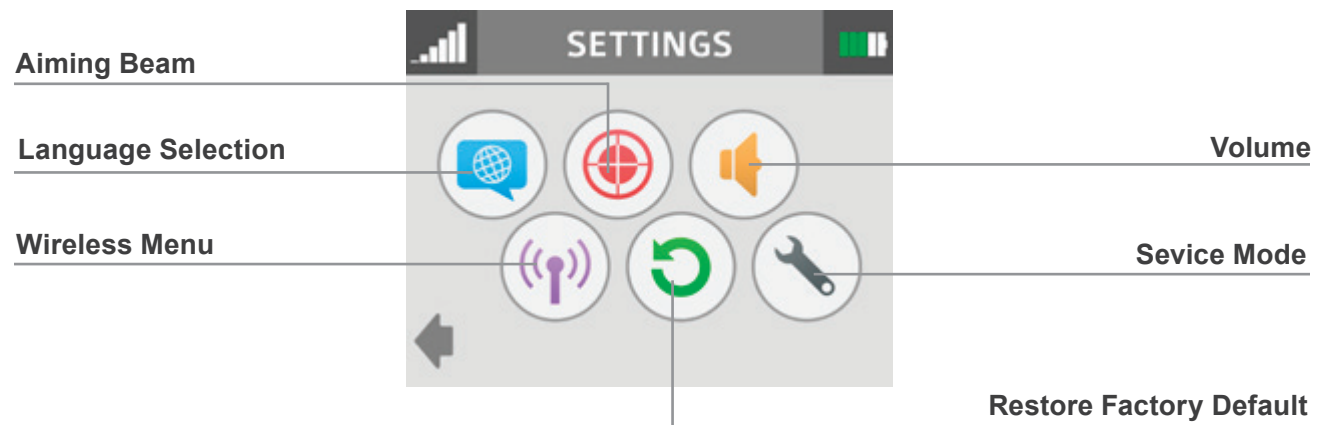 SETTINGS
Aiming Beam
Language Selection
Volume
Wireless Menu
Sevice Mode
Restore Factory Default